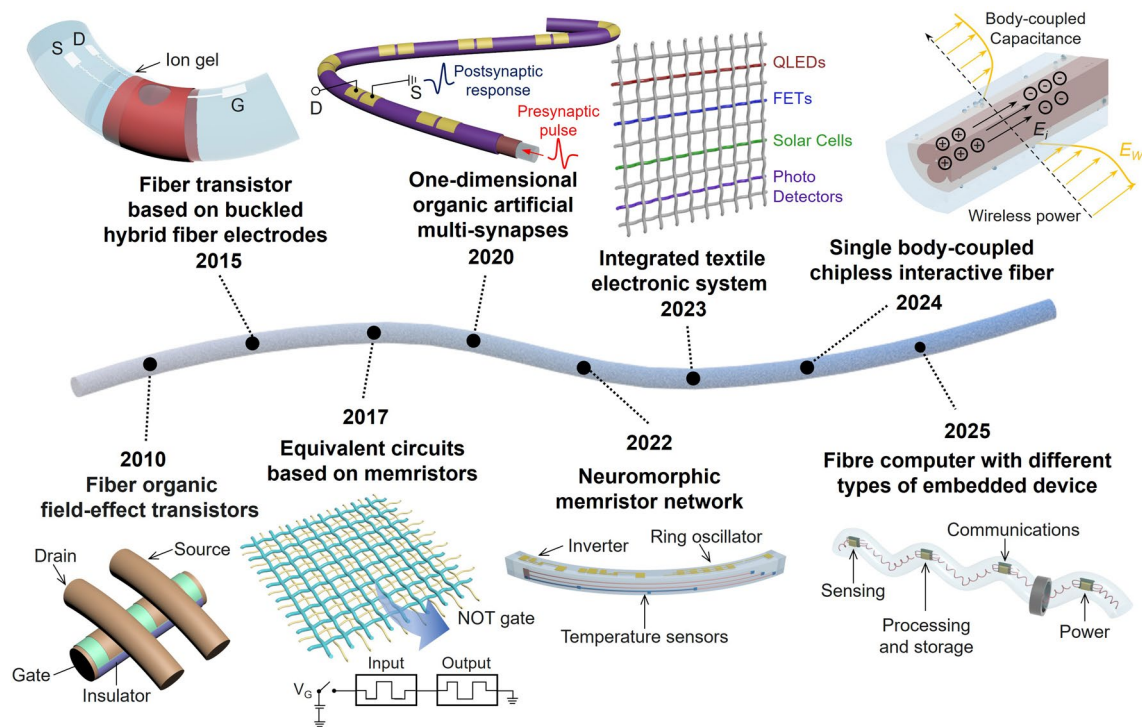 S
D
Ion gel
G
Fiber transistor
based on buckled
hybrid fiber electrodes
2015
D
S
Postsynaptic
response
Presynaptic
pulse
One-dimensional
organic artificial
multi-synapses
2020
QLEDs
FETs
Solar Cells
Photo
Detectors
Integrated textile
electronic system
2023
Body-coupled
Capacitance
Ei
EW
Wireless power
Single body-coupled
chipless interactive fiber
2024
2010
Fiber organic
field-effect transistors
Drain
Source
Gate
Insulator
2017
Equivalent circuits
based on memristors
NOT gate
Input
Output
VG
2022
Neuromorphic
memristor network
Inverter
Ring oscillator
Temperature sensors
2025
Fibre computer with different
types of embedded device
Communications
Sensing
Processing
and storage
Power